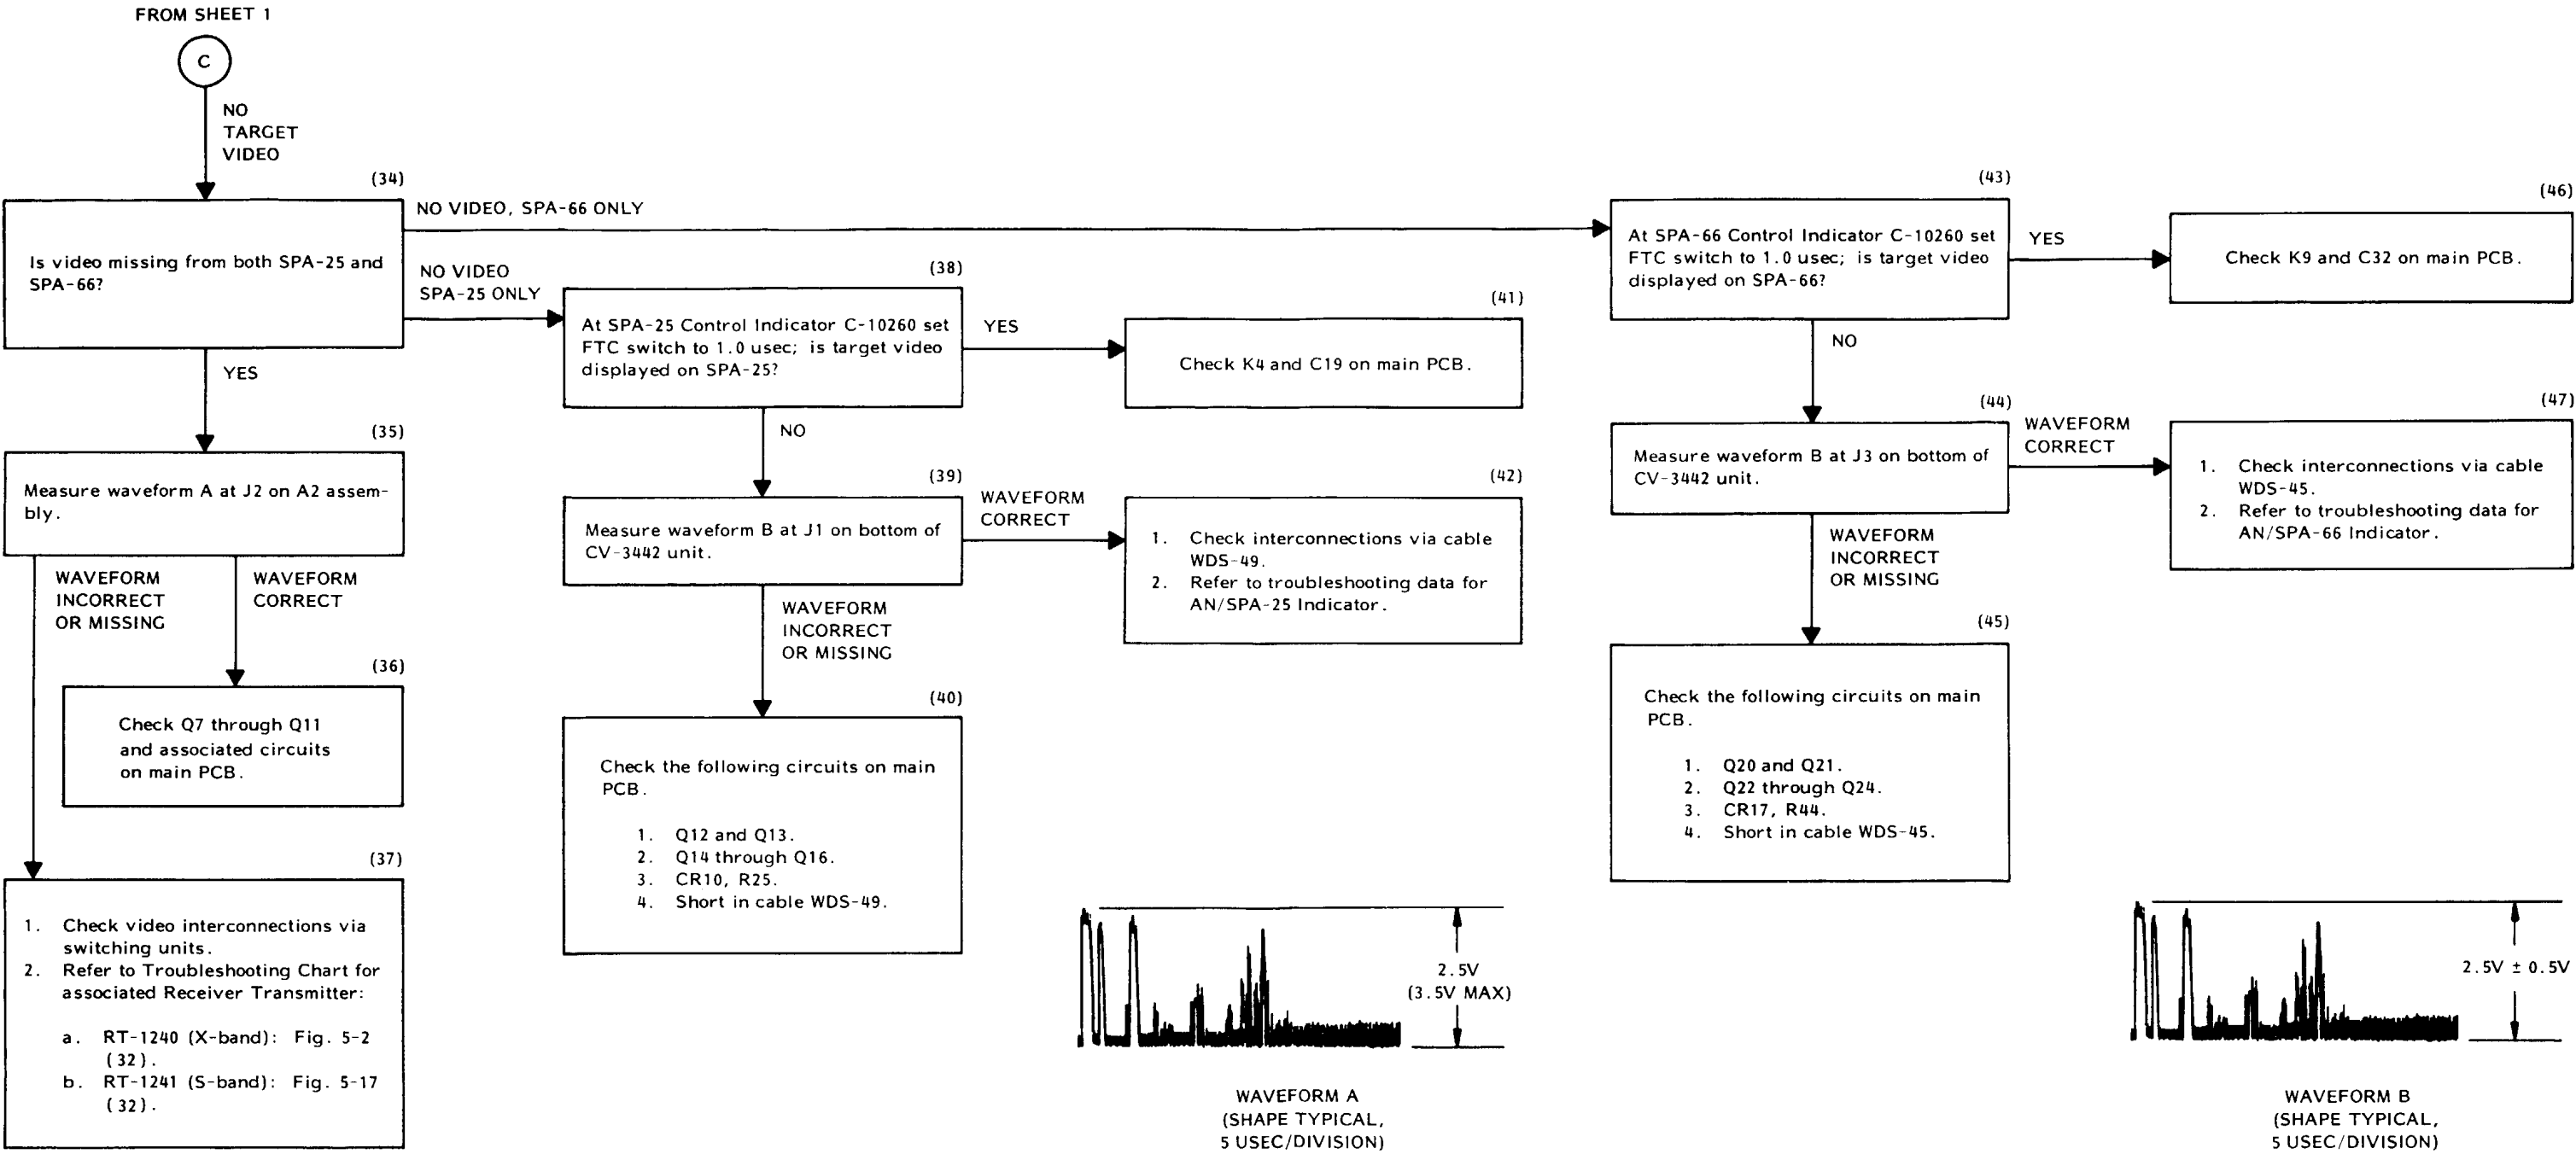 FROM SHEET 1
C
NO
TARGET
VIDEO
(34)
Is video missing from both SPA-25 and
SPA-66?
NO VIDEO, SPA-66 ONLY
NO VIDEO
SPA-25 ONLY
YES
(35)
Measure waveform A at J2 on A2 assem-
bly.
WAVEFORM
INCORRECT
OR MISSING
WAVEFORM
CORRECT
(36)
Check Q7 through Q11
and associated circuits
on main PCB.
(37)
1. Check video interconnections via
switching units.
2. Refer to Troubleshooting Chart for
associated Receiver Transmitter:
a. RT-1240 (X-band): Fig. 5-2
(32).
b. RT-1241 (S-band): Fig. 5-17
(32).
(38)
At SPA-25 Control Indicator C-10260 set
FTC switch to 1.0 usec; is target video
displayed on SPA-25?
YES
NO
(41)
Check K4 and C19 on main PCB.
(39)
Measure waveform B at J1 on bottom of
CV-3442 unit.
WAVEFORM
CORRECT
WAVEFORM
INCORRECT
OR MISSING
(42)
1. Check interconnections via cable
WDS-49.
2. Refer to troubleshooting data for
AN/SPA-25 Indicator.
(40)
Check the following circuits on main
PCB.
1. Q12 and Q13.
2. Q14 through Q16.
3. CR10, R25.
4. Short in cable WDS-49.
(43)
At SPA-66 Control Indicator C-10260 set
FTC switch to 1.0 usec; is target video
displayed on SPA-66?
YES
NO
(46)
Check K9 and C32 on main PCB.
(44)
Measure waveform B at J3 on bottom of
CV-3442 unit.
WAVEFORM
CORRECT
WAVEFORM
INCORRECT
OR MISSING
(47)
1. Check interconnections via cable
WDS-45.
2. Refer to troubleshooting data for
AN/SPA-66 Indicator.
(45)
Check the following circuits on main
PCB.
1. Q20 and Q21.
2. Q22 through Q24.
3. CR17, R44.
4. Short in cable WDS-45.
2.5V
(3.5V MAX)
WAVEFORM A
(SHAPE TYPICAL,
5 USEC/DIVISION)
2.5V ± 0.5V
WAVEFORM B
(SHAPE TYPICAL,
5 USEC/DIVISION)